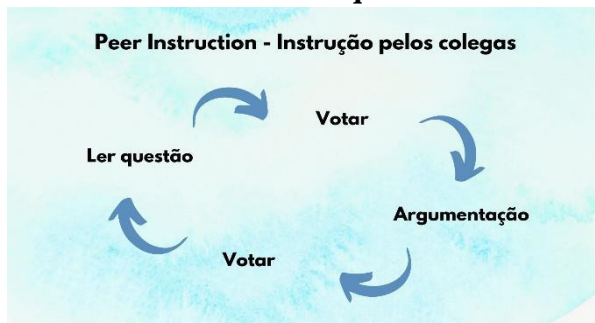 Peer Instruction - Instrução pelos colegas
Votar
Ler questão
Argumentação
Votar